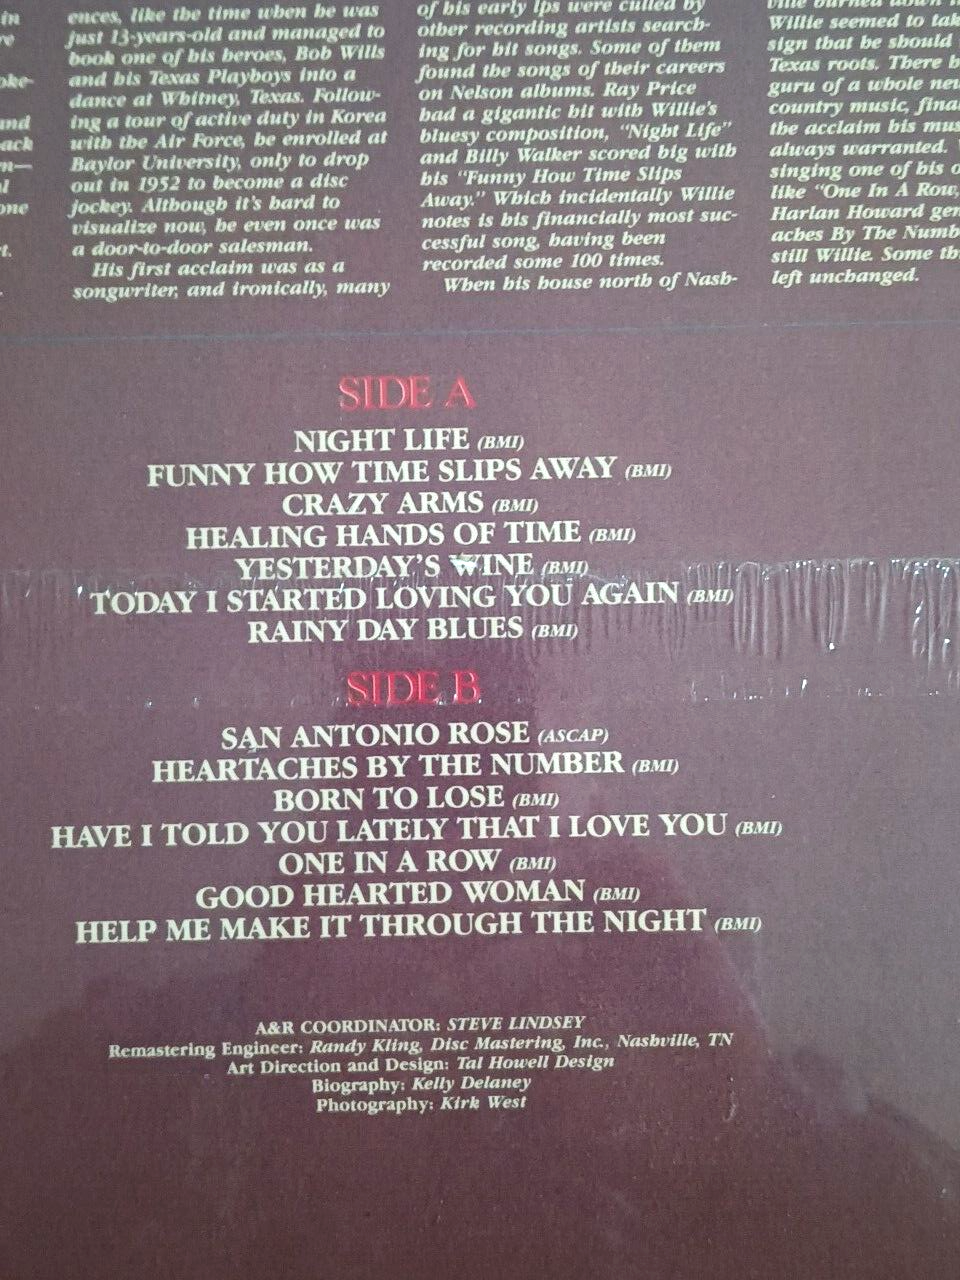 in
re
oke-
and
ack
n—
al
one
t.
ences, like the time when he was
just 13-years-old and managed to
book one of his heroes, Bob Wills
and his Texas Playboys into a
dance at Whitney, Texas. Follow-
ing a tour of active duty in Korea
with the Air Force, he enrolled at
Baylor University, only to drop
out in 1952 to become a disc
jockey. Although it's hard to
visualize now, he even once was
a door-to-door salesman.
His first acclaim was as a
songwriter, and ironically, many
of his early lps were culled by
other recording artists search-
ing for hit songs. Some of them
found the songs of their careers
on Nelson albums. Ray Price
had a gigantic hit with Willie's
bluesy composition, "Night Life"
and Billy Walker scored big with
his "Funny How Time Slips
Away." Which incidentally Willie
notes is his financially most suc-
cessful song, having been
recorded some 100 times.
When his house north of Nash-
ville burned down
Willie seemed to tak
sign that he should
Texas roots. There b
guru of a whole new
country music, fina
the acclaim his mus
always warranted.
singing one of his o
like "One In A Row,
Harlan Howard gem
aches By The Numb
still Willie. Some th
left unchanged.
SIDE A
NIGHT LIFE (BMI)
FUNNY HOW TIME SLIPS AWAY (BMI)
CRAZY ARMS (BMI)
HEALING HANDS OF TIME (BMI)
YESTERDAY'S WINE (BMI)
TODAY I STARTED LOVING YOU AGAIN (BMI)
RAINY DAY BLUES (BMI)
SIDE B
SAN ANTONIO ROSE (ASCAP)
HEARTACHES BY THE NUMBER (BMI)
BORN TO LOSE (BMI)
HAVE I TOLD YOU LATELY THAT I LOVE YOU (BMI)
ONE IN A ROW (BMI)
GOOD HEARTED WOMAN (BMI)
HELP ME MAKE IT THROUGH THE NIGHT (BMI)
A&R COORDINATOR: STEVE LINDSEY
Remastering Engineer: Randy Kling, Disc Mastering, Inc., Nashville, TN
Art Direction and Design: Tal Howell Design
Biography: Kelly Delaney
Photography: Kirk West